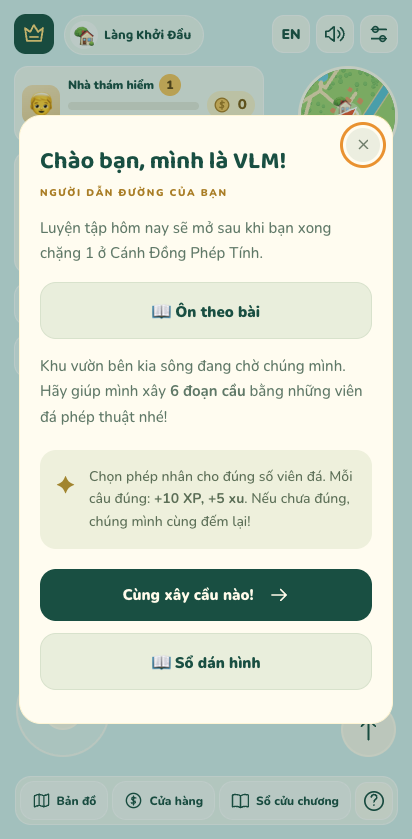 Làng Khởi Đầu
EN
Nhà thám hiểm 1
0
Chào bạn, mình là VLM!
NGƯỜI DẪN ĐƯỜNG CỦA BẠN
Luyện tập hôm nay sẽ mở sau khi bạn xong
chặng 1 ở Cánh Đồng Phép Tính.
Ôn theo bài
Khu vườn bên kia sông đang chờ chúng mình.
Hãy giúp mình xây 6 đoạn cầu bằng những viên
đá phép thuật nhé!
Chọn phép nhân cho đúng số viên đá. Mỗi
câu đúng: +10 XP, +5 xu. Nếu chưa đúng,
chúng mình cùng đếm lại!
Cùng xây cầu nào! →
Sổ dán hình
Bản đồ
Cửa hàng
Sổ cửu chương
?